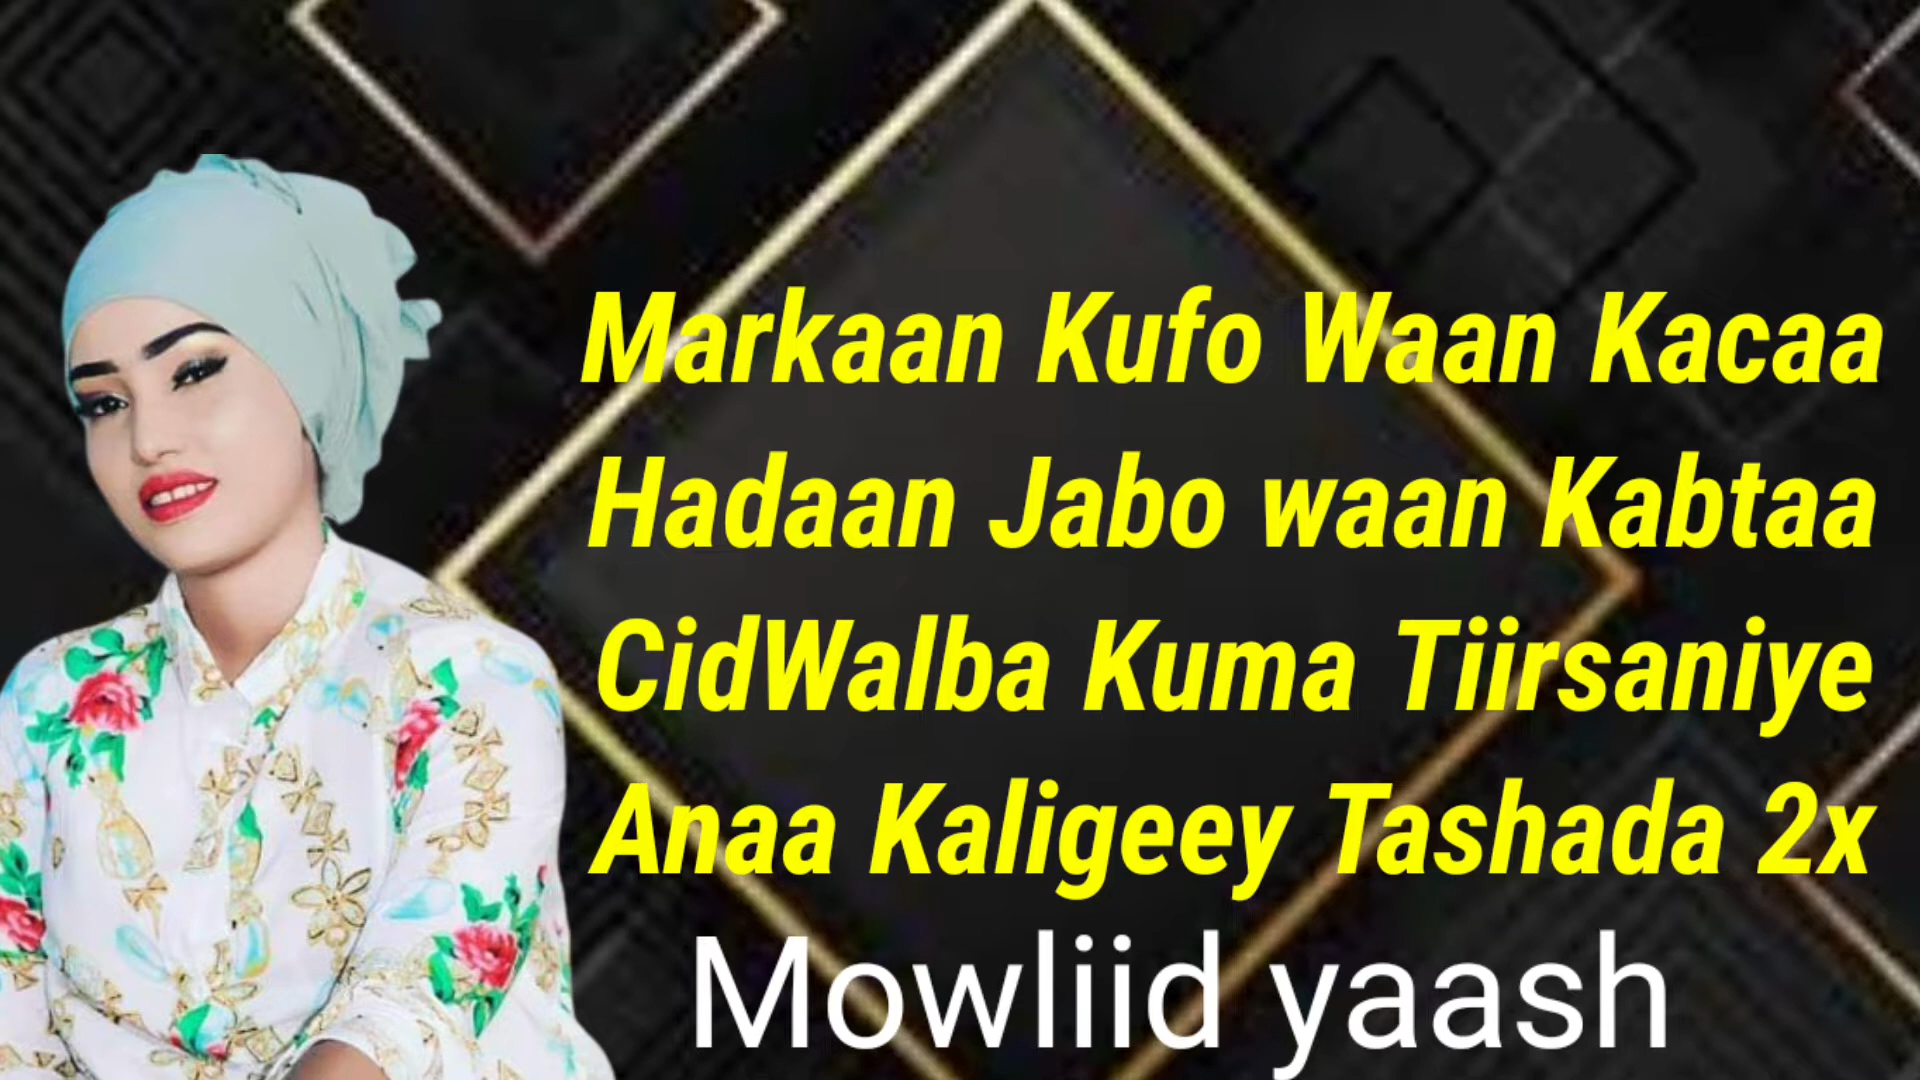 Markaan Kufo Waan Kacaa
Hadaan Jabo waan Kabtaa
CidWalba Kuma Tiirsaniye
Anaa Kaligeey Tashada 2x
Mowliid yaash